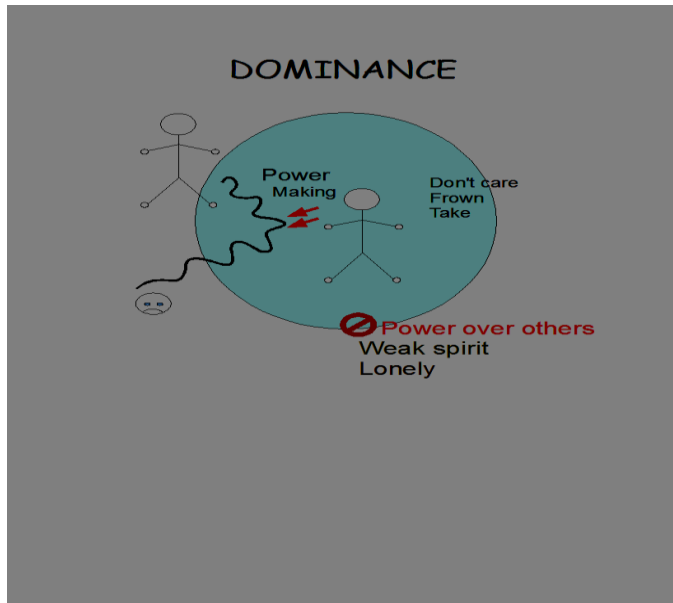 DOMINANCE
Power
Making
Don't care
Frown
Take
Power over others
Weak spirit
Lonely